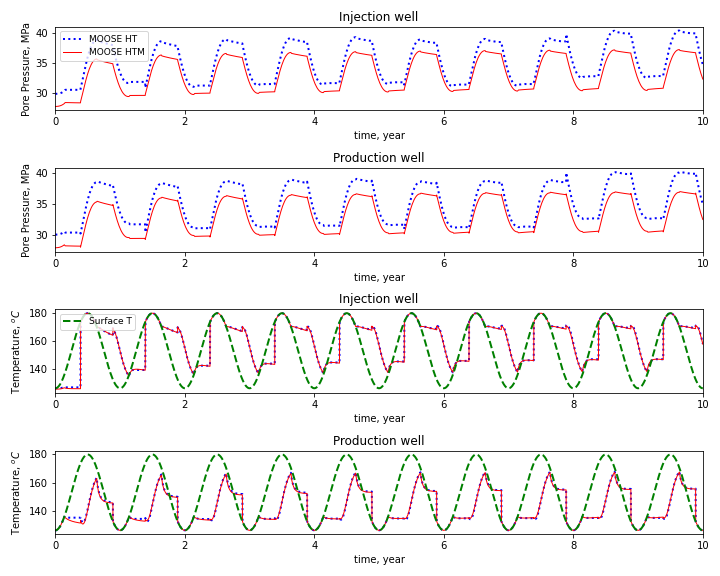 Injection well
Pore Pressure, MPa
40
35
30
MOOSE HT
MOOSE HTM
0 2 4 6 8 10
time, year
Production well
Pore Pressure, MPa
40
35
30
0 2 4 6 8 10
time, year
Injection well
Temperature, °C
180
160
140
Surface T
0 2 4 6 8 10
time, year
Production well
Temperature, °C
180
160
140
0 2 4 6 8 10
time, year